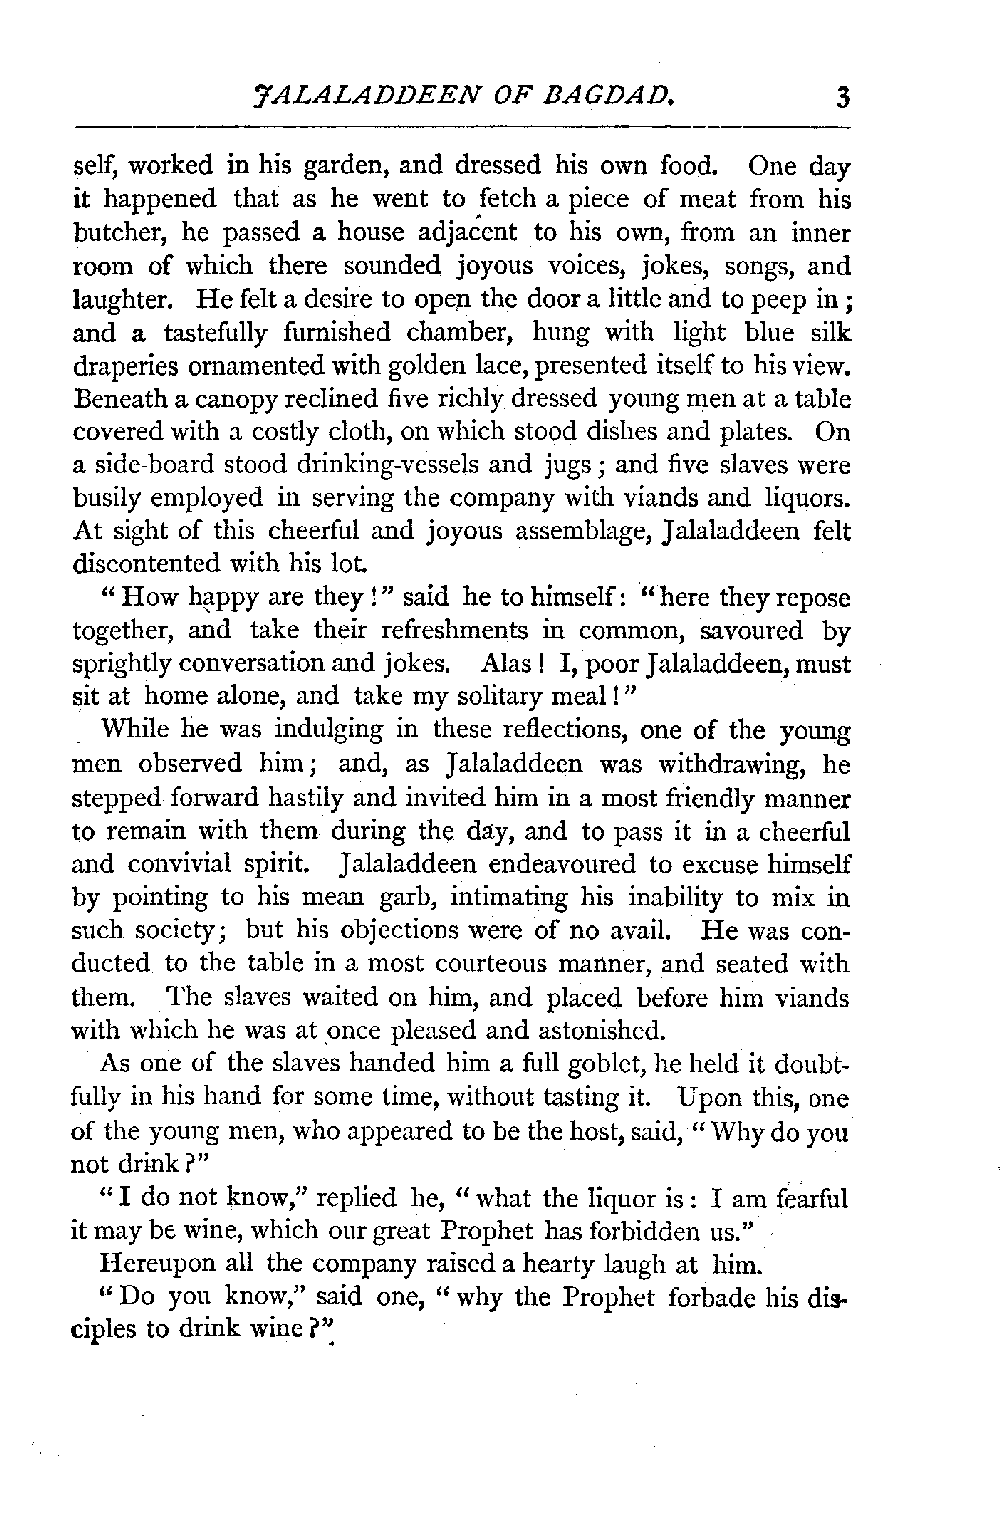 JALALADDEEN OF BAGDAD. 3
self, worked in his garden, and dressed his own food. One day
it happened that as he went to fetch a piece of meat from his
butcher, he passed a house adjacent to his own, from an inner
room of which there sounded joyous voices, jokes, songs, and
laughter. He felt a desire to open the door a little and to peep in ;
and a tastefully furnished chamber, hung with light blue silk
draperies ornamented with golden lace, presented itself to his view.
Beneath a canopy reclined five richly dressed young men at a table
covered with a costly cloth, on which stood dishes and plates. On
a side-board stood drinking-vessels and jugs ; and five slaves were
busily employed in serving the company with viands and liquors.
At sight of this cheerful and joyous assemblage, Jalaladdeen felt
discontented with his lot.
“ How happy are they !” said he to himself : “here they repose
together, and take their refreshments in common, savoured by
sprightly conversation and jokes. Alas ! I, poor Jalaladdeen, must
sit at home alone, and take my solitary meal !”
While he was indulging in these reflections, one of the young
men observed him ; and, as Jalaladdeen was withdrawing, he
stepped forward hastily and invited him in a most friendly manner
to remain with them during the day, and to pass it in a cheerful
and convivial spirit. Jalaladdeen endeavoured to excuse himself
by pointing to his mean garb, intimating his inability to mix in
such society ; but his objections were of no avail. He was con-
ducted to the table in a most courteous manner, and seated with
them. The slaves waited on him, and placed before him viands
with which he was at once pleased and astonished.
As one of the slaves handed him a full goblet, he held it doubt-
fully in his hand for some time, without tasting it. Upon this, one
of the young men, who appeared to be the host, said, “ Why do you
not drink ?”
“ I do not know,” replied he, “ what the liquor is : I am fearful
it may be wine, which our great Prophet has forbidden us.”
Hereupon all the company raised a hearty laugh at him.
“ Do you know,” said one, “ why the Prophet forbade his dis-
ciples to drink wine ?”